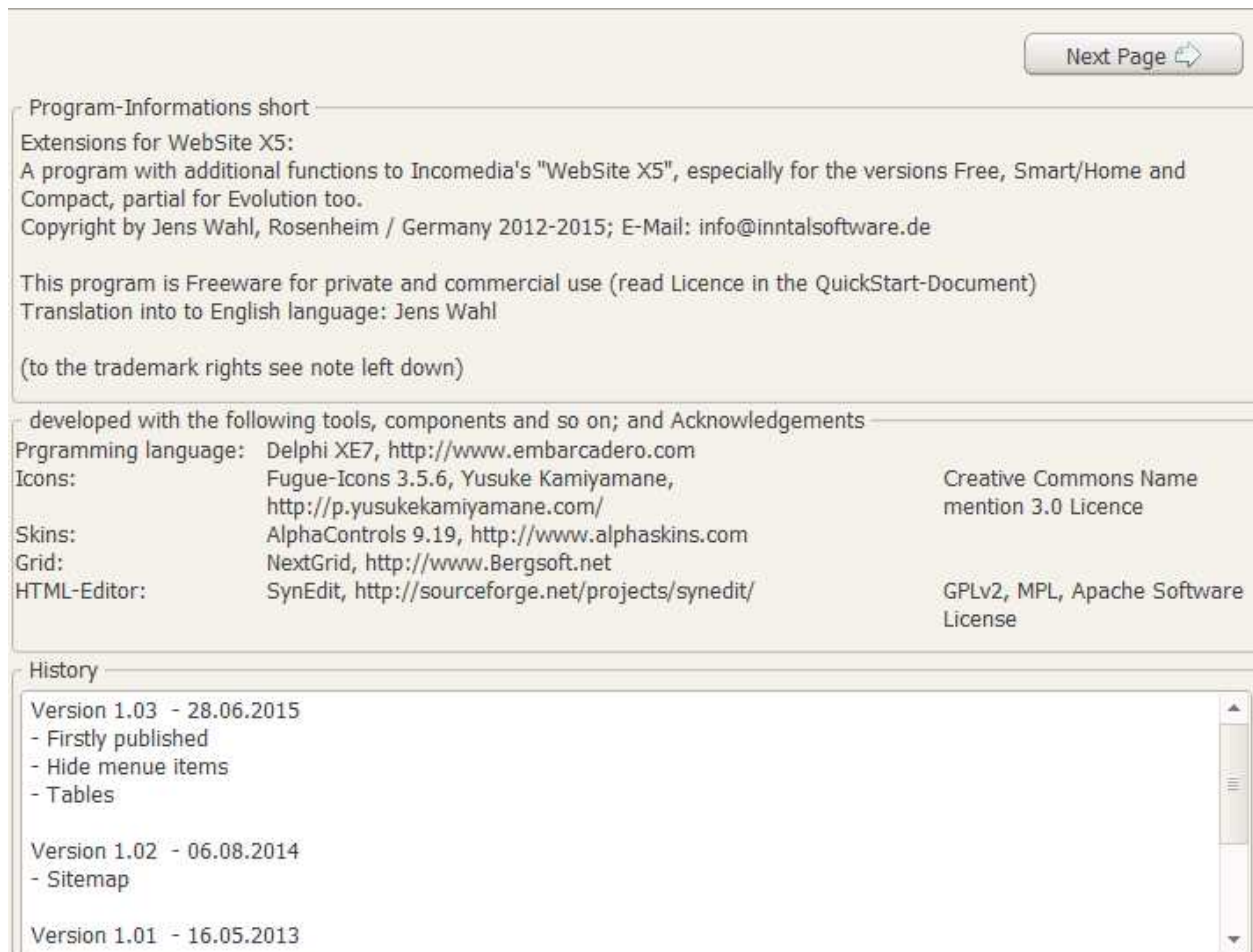 Next Page
Program-Informations short
Extensions for WebSite X5:
A program with additional functions to Incomedia's "WebSite X5", especially for the versions Free, Smart/Home and
Compact, partial for Evolution too.
Copyright by Jens Wahl, Rosenheim / Germany 2012-2015; E-Mail: info@inntalsoftware.de
This program is Freeware for private and commercial use (read Licence in the QuickStart-Document)
Translation into to English language: Jens Wahl
(to the trademark rights see note left down)
developed with the following tools, components and so on; and Acknowledgements
Prgramming language: Delphi XE7, http://www.embarcadero.com
Icons: Fugue-Icons 3.5.6, Yusuke Kamiyamane, Creative Commons Name
http://p.yusukekamiyamane.com/ mention 3.0 Licence
Skins: AlphaControls 9.19, http://www.alphaskins.com
Grid: NextGrid, http://www.Bergsoft.net
HTML-Editor: SynEdit, http://sourceforge.net/projects/synedit/ GPLv2, MPL, Apache Software
License
History
Version 1.03 - 28.06.2015
- Firstly published
- Hide menue items
- Tables
Version 1.02 - 06.08.2014
- Sitemap
Version 1.01 - 16.05.2013